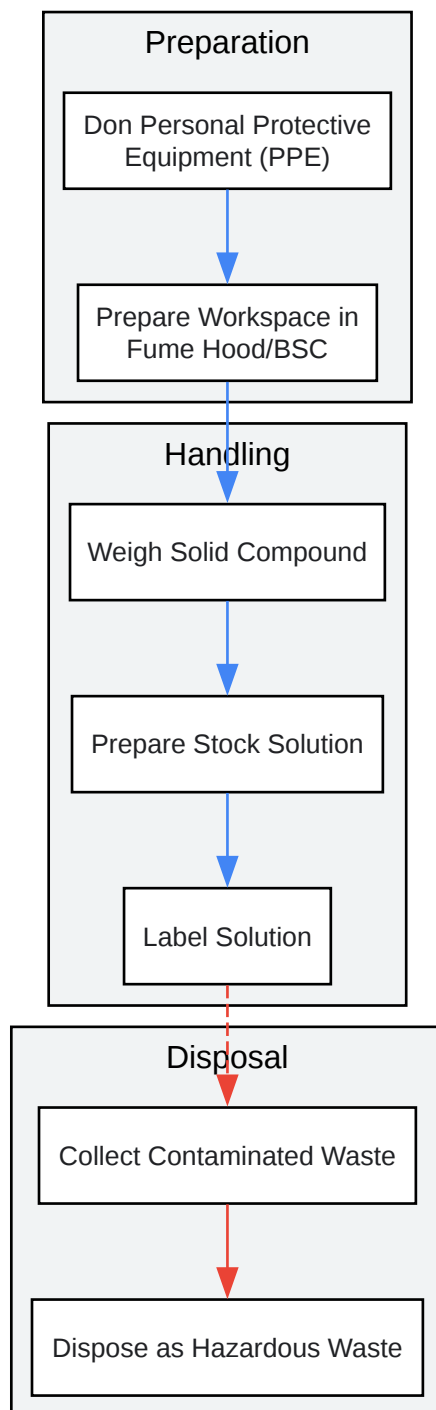 Preparation
Don Personal Protective
Equipment (PPE)
Prepare Workspace in
Fume Hood/BSC
Handling
Weigh Solid Compound
Prepare Stock Solution
Label Solution
Disposal
Collect Contaminated Waste
Dispose as Hazardous Waste